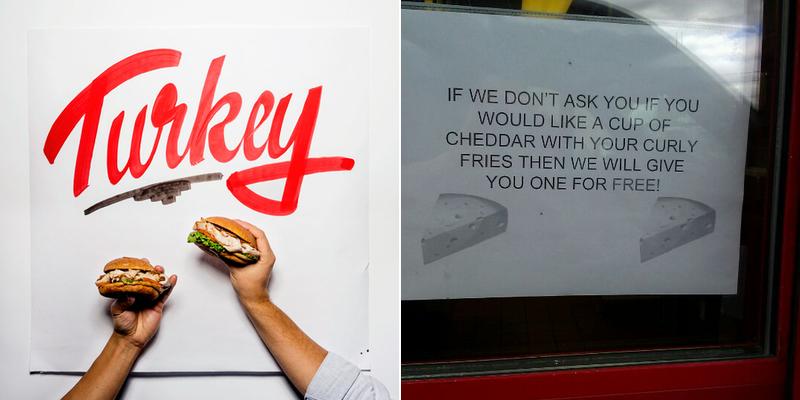 Turkey
IF WE DON'T ASK YOU IF YOU
WOULD LIKE A CUP OF
CHEDDAR WITH YOUR CURLY
FRIES THEN WE WILL GIVE
YOU ONE FOR FREE!